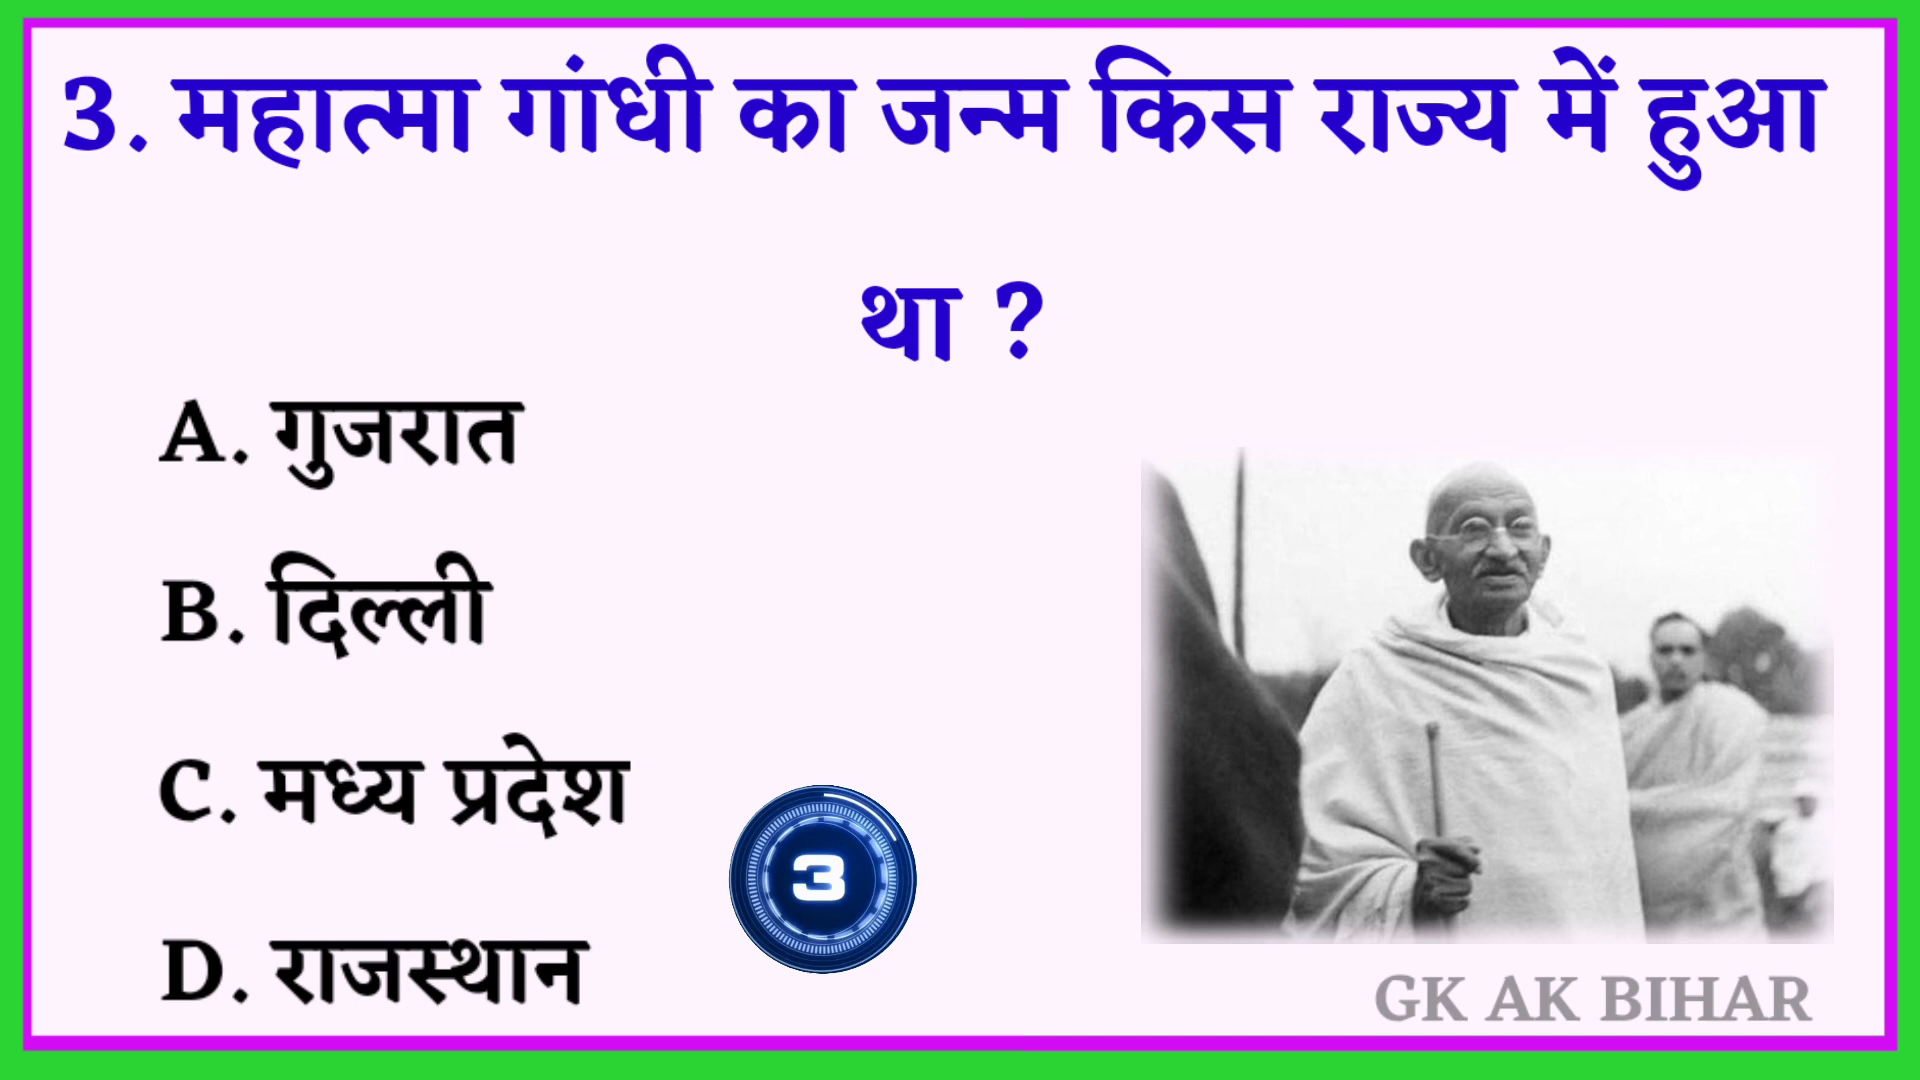 3. महात्मा गांधी का जन्म किस राज्य में हुआ
था ?
A. गुजरात
B. दिल्ली
C. मध्य प्रदेश
D. राजस्थान
3
GK AK BIHAR